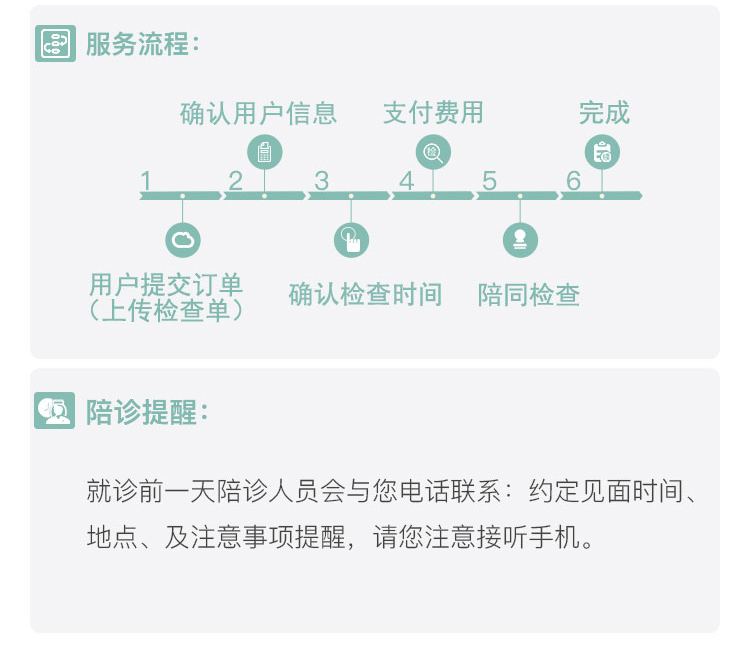 服务流程：
确认用户信息 支付费用 完成
1 2 3 4 5 6
用户提交订单
（上传检查单）
确认检查时间 陪同检查
陪诊提醒：
就诊前一天陪诊人员会与您电话联系：约定见面时间、
地点、及注意事项提醒，请您注意接听手机。